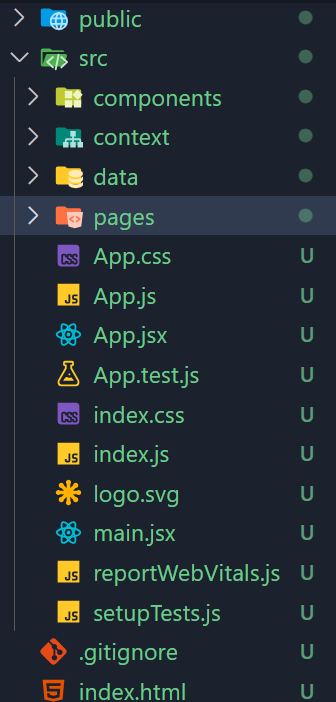 public
src
components
context
data
pages
App.css U
App.js U
App.jsx U
App.test.js U
index.css U
index.js U
logo.svg U
main.jsx U
reportWebVitals.js U
setupTests.js U
.gitignore U
index.html U